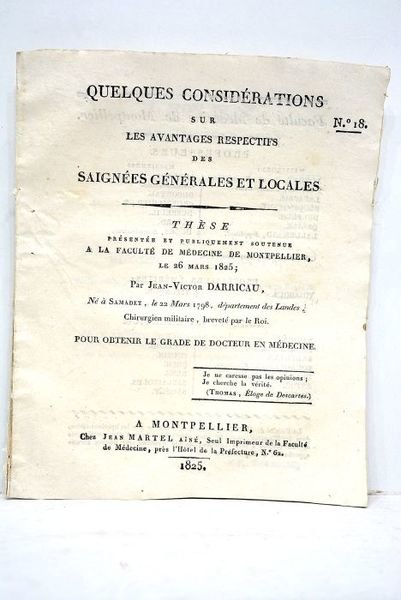 QUELQUES CONSIDÉRATIONS
N.º 18.
SUR
LES AVANTAGES RESPECTIFS
DES
SAIGNÉES GÉNÉRALES ET LOCALES
THÈSE
PRÉSENTÉE ET PUBLIQUEMENT SOUTENUE
A LA FACULTÉ DE MÉDECINE DE MONTPELLIER,
LE 26 MARS 1825;
Par JEAN-VICTOR DARRICAU,
Né à SAMADET, le 22 Mars 1798, département des Landes;
Chirurgien militaire, breveté par le Roi.
POUR OBTENIR LE GRADE DE DOCTEUR EN MÉDECINE.
Je ne caresse pas les opinions;
Je cherche la vérité.
(THOMAS, Éloge de Descartes.)
A MONTPELLIER,
Chez JEAN MARTEL AÎNÉ, Seul Imprimeur de la Faculté
de Médecine, près l'Hôtel de la Préfecture, N.º 62.
1825.